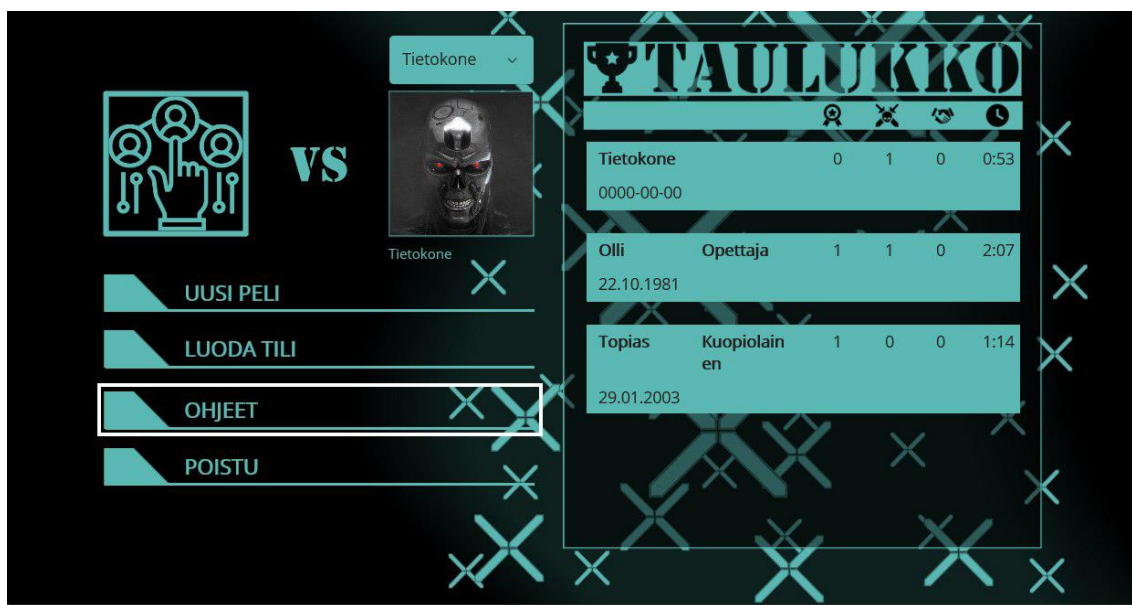 Tietokone
VS
Tietokone
UUSI PELI
LUODA TILI
OHJEET
POISTU
TAULUKKO
Tietokone 0 1 0 0:53
0000-00-00
Olli Opettaja 1 1 0 2:07
22.10.1981
Topias Kuopiolain 1 0 0 1:14
en
29.01.2003